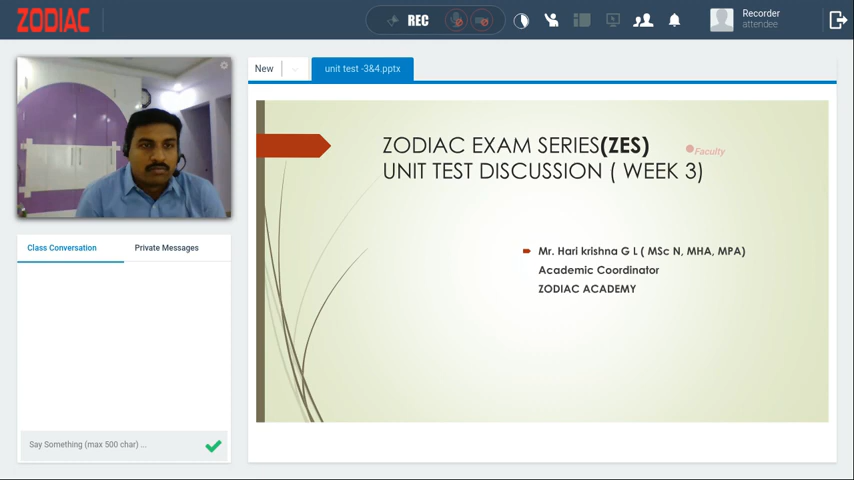 ZODIAC
REC
Recorder
attendee
New
unit test -3&4.pptx
ZODIAC EXAM SERIES(ZES)
Faculty
UNIT TEST DISCUSSION ( WEEK 3)
Mr. Hari krishna G L ( MSc N, MHA, MPA)
Academic Coordinator
ZODIAC ACADEMY
Class Conversation
Private Messages
Say Something (max 500 char) ...